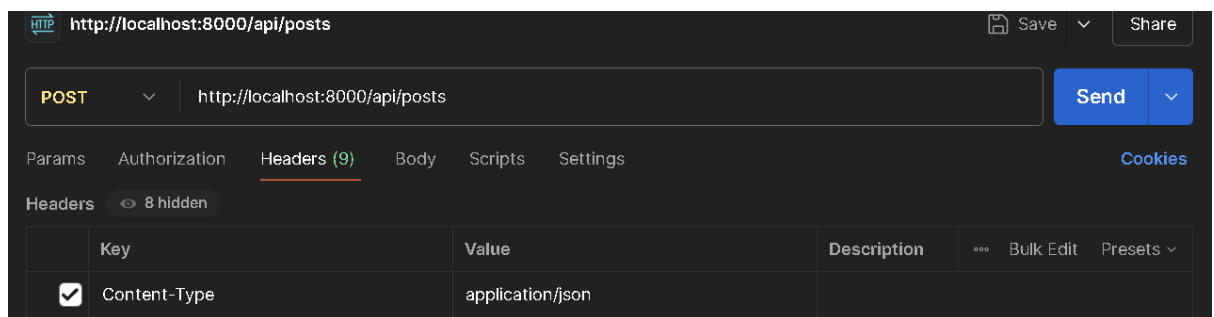 HTTP http://localhost:8000/api/posts Save Share
POST http://localhost:8000/api/posts Send
Params Authorization Headers (9) Body Scripts Settings Cookies
Headers 8 hidden
Key Value Description Bulk Edit Presets
Content-Type application/json